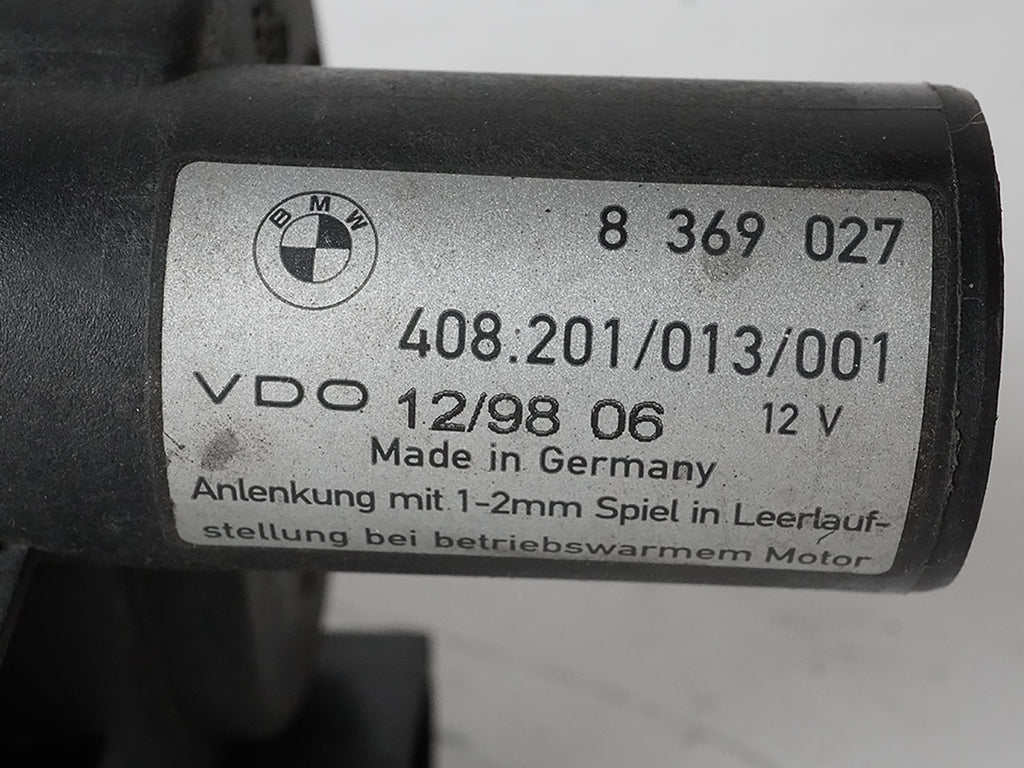 BMW
8 369 027
408.201/013/001
VDO 12/98 06 12 V
Made in Germany
Anlenkung mit 1-2mm Spiel in Leerlauf-
stellung bei betriebswarmem Motor